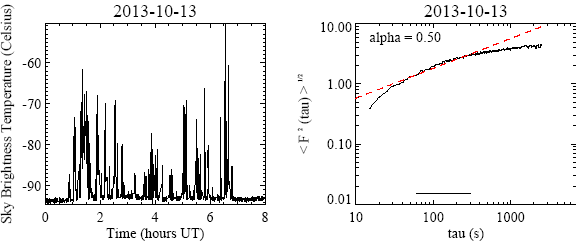 2013-10-13
Sky Brightness Temperature (Celsius)
-60
-70
-80
-90
0 2 4 6 8
Time (hours UT)
2013-10-13
alpha = 0.50
< F ² (tau) > ¹/²
10.00
1.00
0.10
0.01
10 100 1000
tau (s)